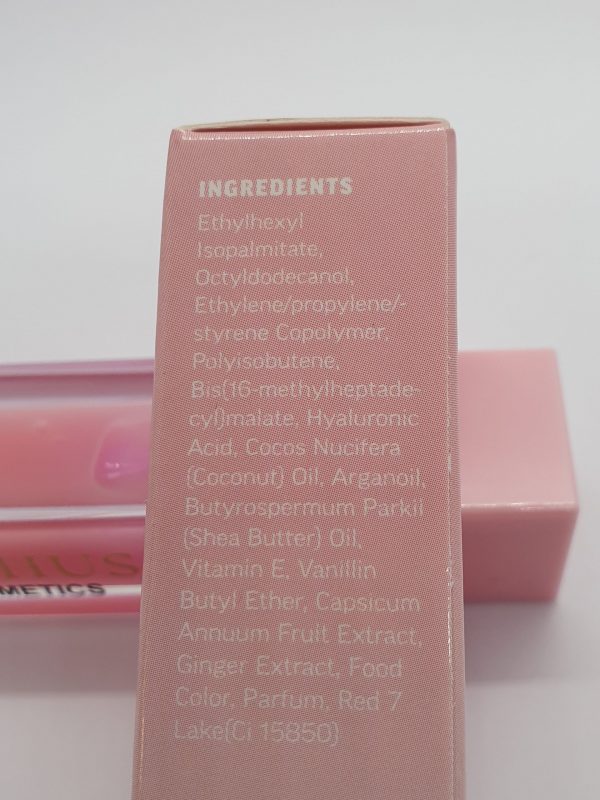 INGREDIENTS
Ethylhexyl
Isopalmitate,
Octyldodecanol,
Ethylene/propylene/-
styrene Copolymer,
Polyisobutene,
Bis(16-methylheptade-
cyl)malate, Hyaluronic
Acid, Cocos Nucifera
(Coconut) Oil, Arganoil,
Butyrospermum Parkii
(Shea Butter) Oil,
Vitamin E, Vanillin
Butyl Ether, Capsicum
Annuum Fruit Extract,
Ginger Extract, Food
Color, Parfum, Red 7
Lake(Ci 15850)